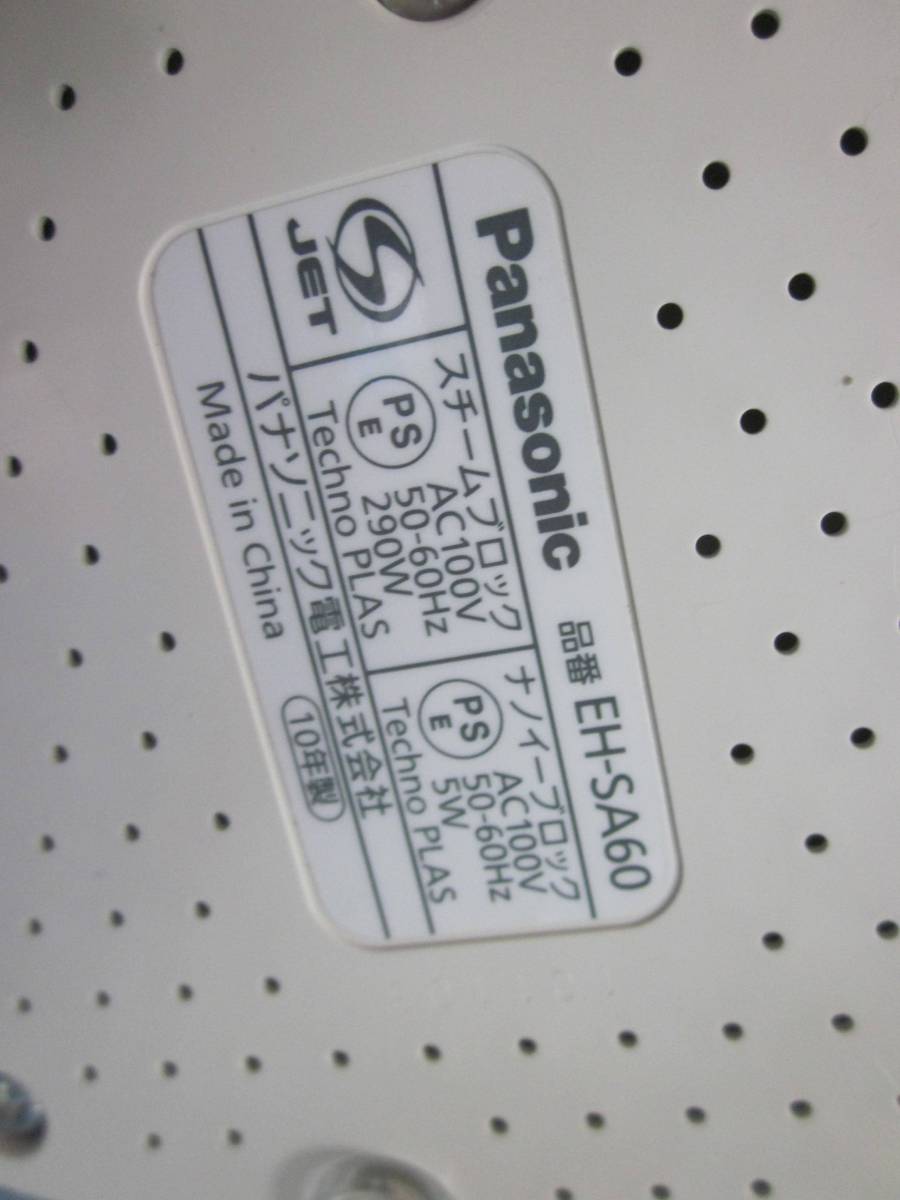 Panasonic 品番 EH-SA60
S
JET
スチームブロック
PS
E
AC100V
50-60Hz
290W
Techno PLAS
ナノイーブロック
PS
E
AC100V
50-60Hz
5W
Techno PLAS
パナソニック電工株式会社
Made in China 10年製